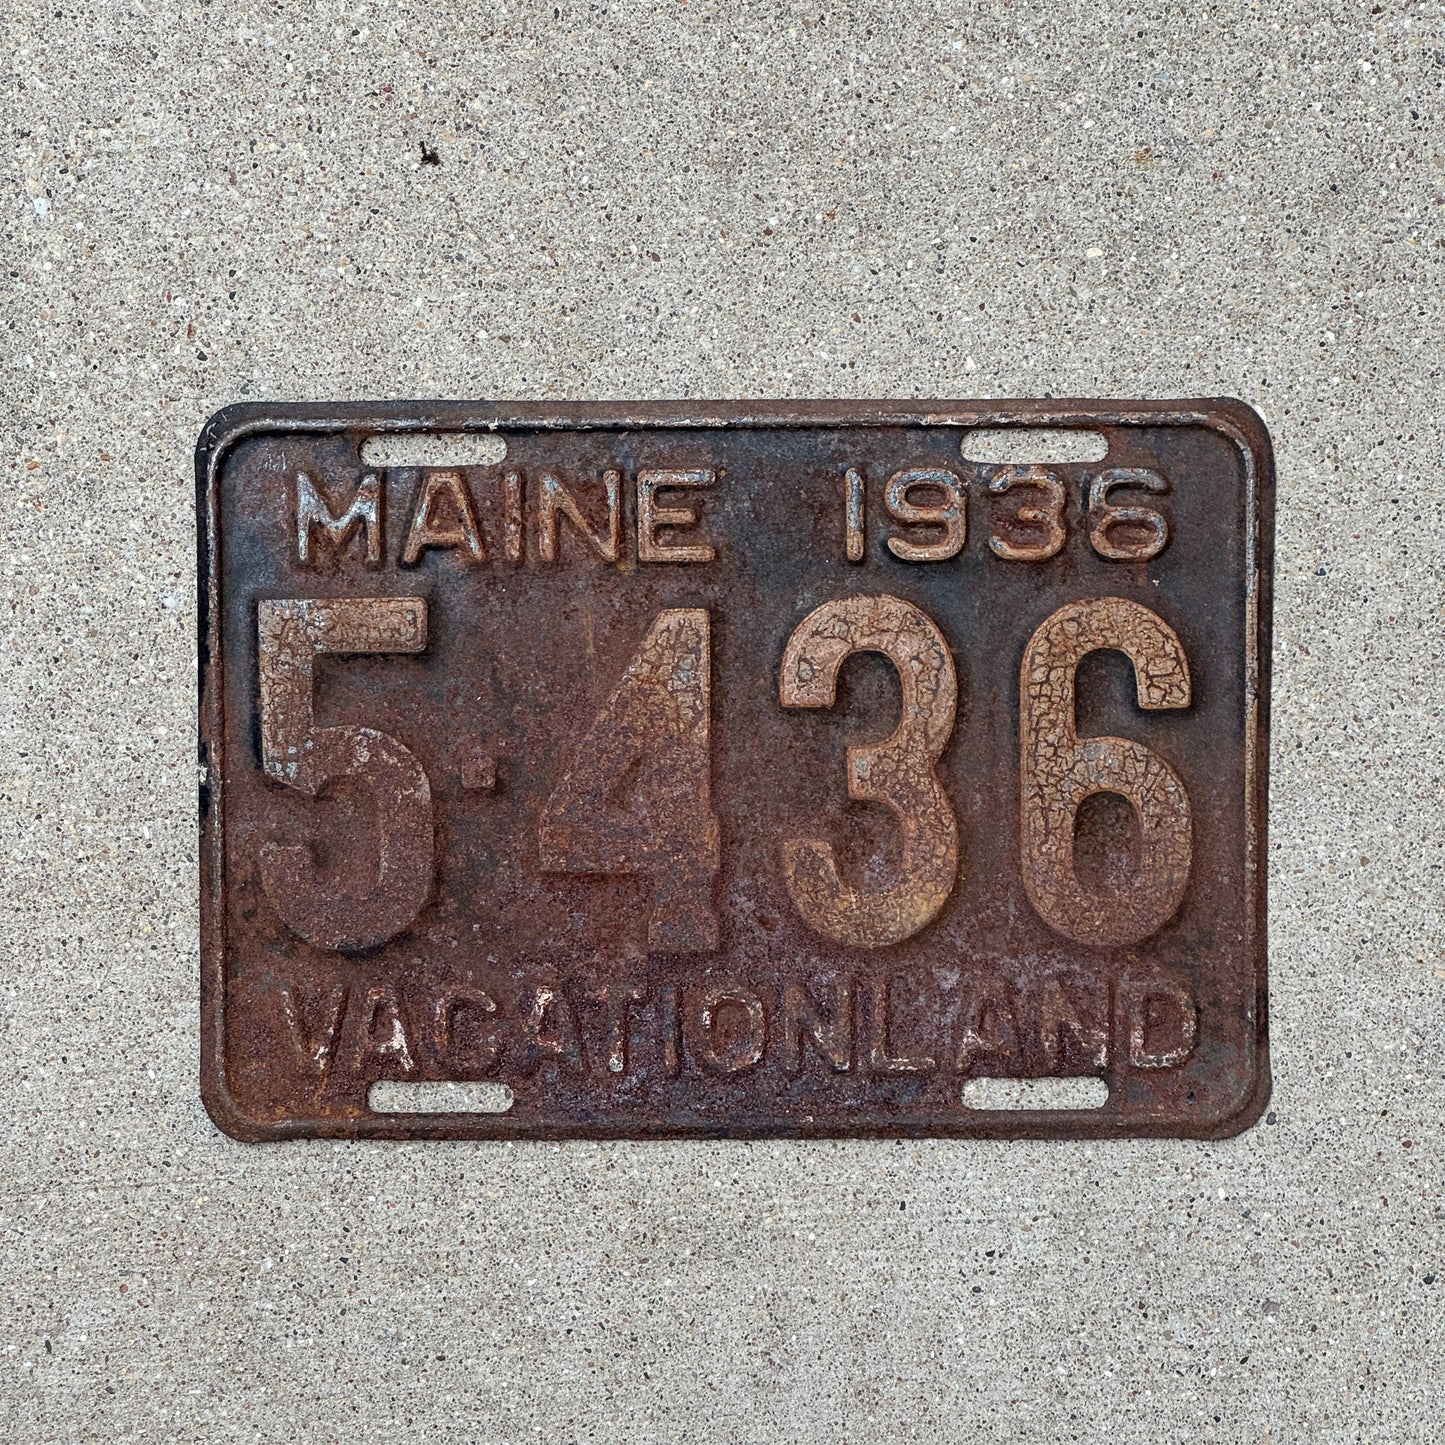 MAINE 1936
5·436
VACATIONLAND